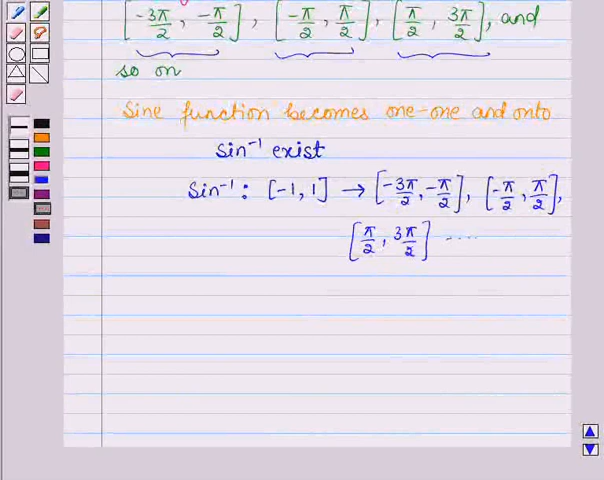 [-3π/2, -π/2], [-π/2, π/2], [π/2, 3π/2], and
so on
Sine function becomes one-one and onto
sin⁻¹ exist
Sin⁻¹ : [-1, 1] → [-3π/2, -π/2], [-π/2, π/2],
[π/2, 3π/2] ·····